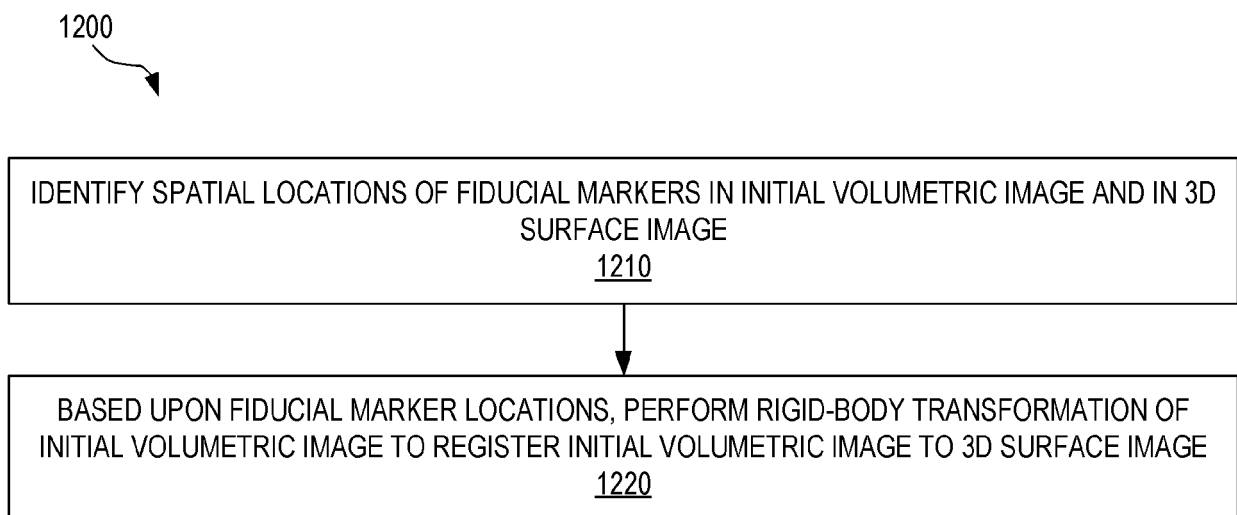 1200
IDENTIFY SPATIAL LOCATIONS OF FIDUCIAL MARKERS IN INITIAL VOLUMETRIC IMAGE AND IN 3D
SURFACE IMAGE
1210
BASED UPON FIDUCIAL MARKER LOCATIONS, PERFORM RIGID-BODY TRANSFORMATION OF
INITIAL VOLUMETRIC IMAGE TO REGISTER INITIAL VOLUMETRIC IMAGE TO 3D SURFACE IMAGE
1220